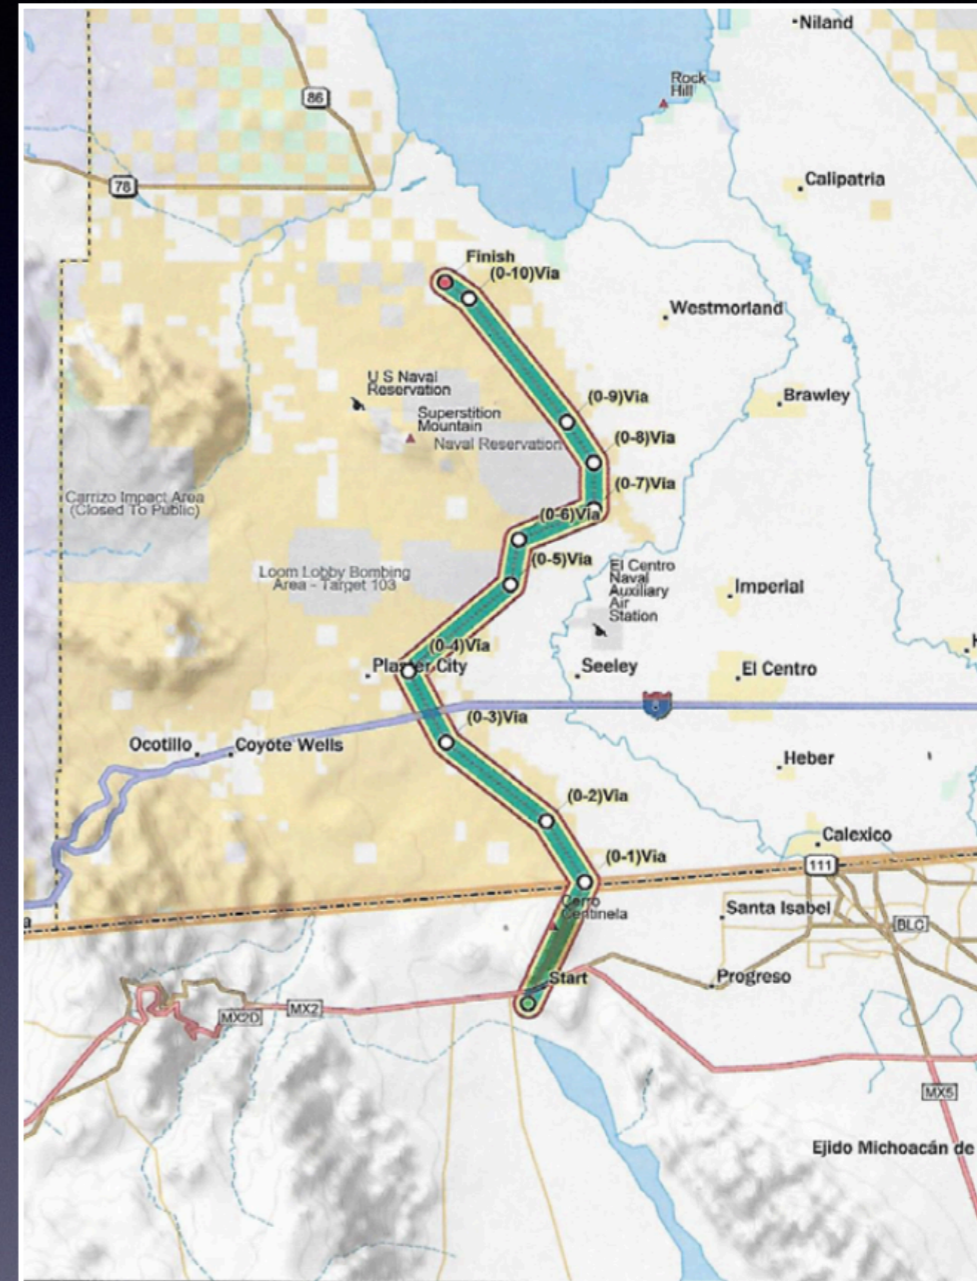 Niland
Rock
Hill
86
Calipatria
78
Finish
(0-10)Via
Westmorland
U S Naval
Reservation
(0-9)Via
Brawley
Superstition
Mountain
(0-8)Via
Naval Reservation
(0-7)Via
Carrizo Impact Area
(Closed To Public)
(0-6)Via
(0-5)Via
El Centro
Naval
Auxiliary
Air
Station
Loom Lobby Bombing
Area - Target 103
Imperial
(0-4)Via
Plaster City
Seeley
El Centro
(0-3)Via
Ocotillo
Coyote Wells
Heber
(0-2)Via
Calexico
(0-1)Via
111
Cerro
Centinela
Santa Isabel
BLC
Start
Progreso
MX2D
MX2
MX5
Ejido Michoacán de